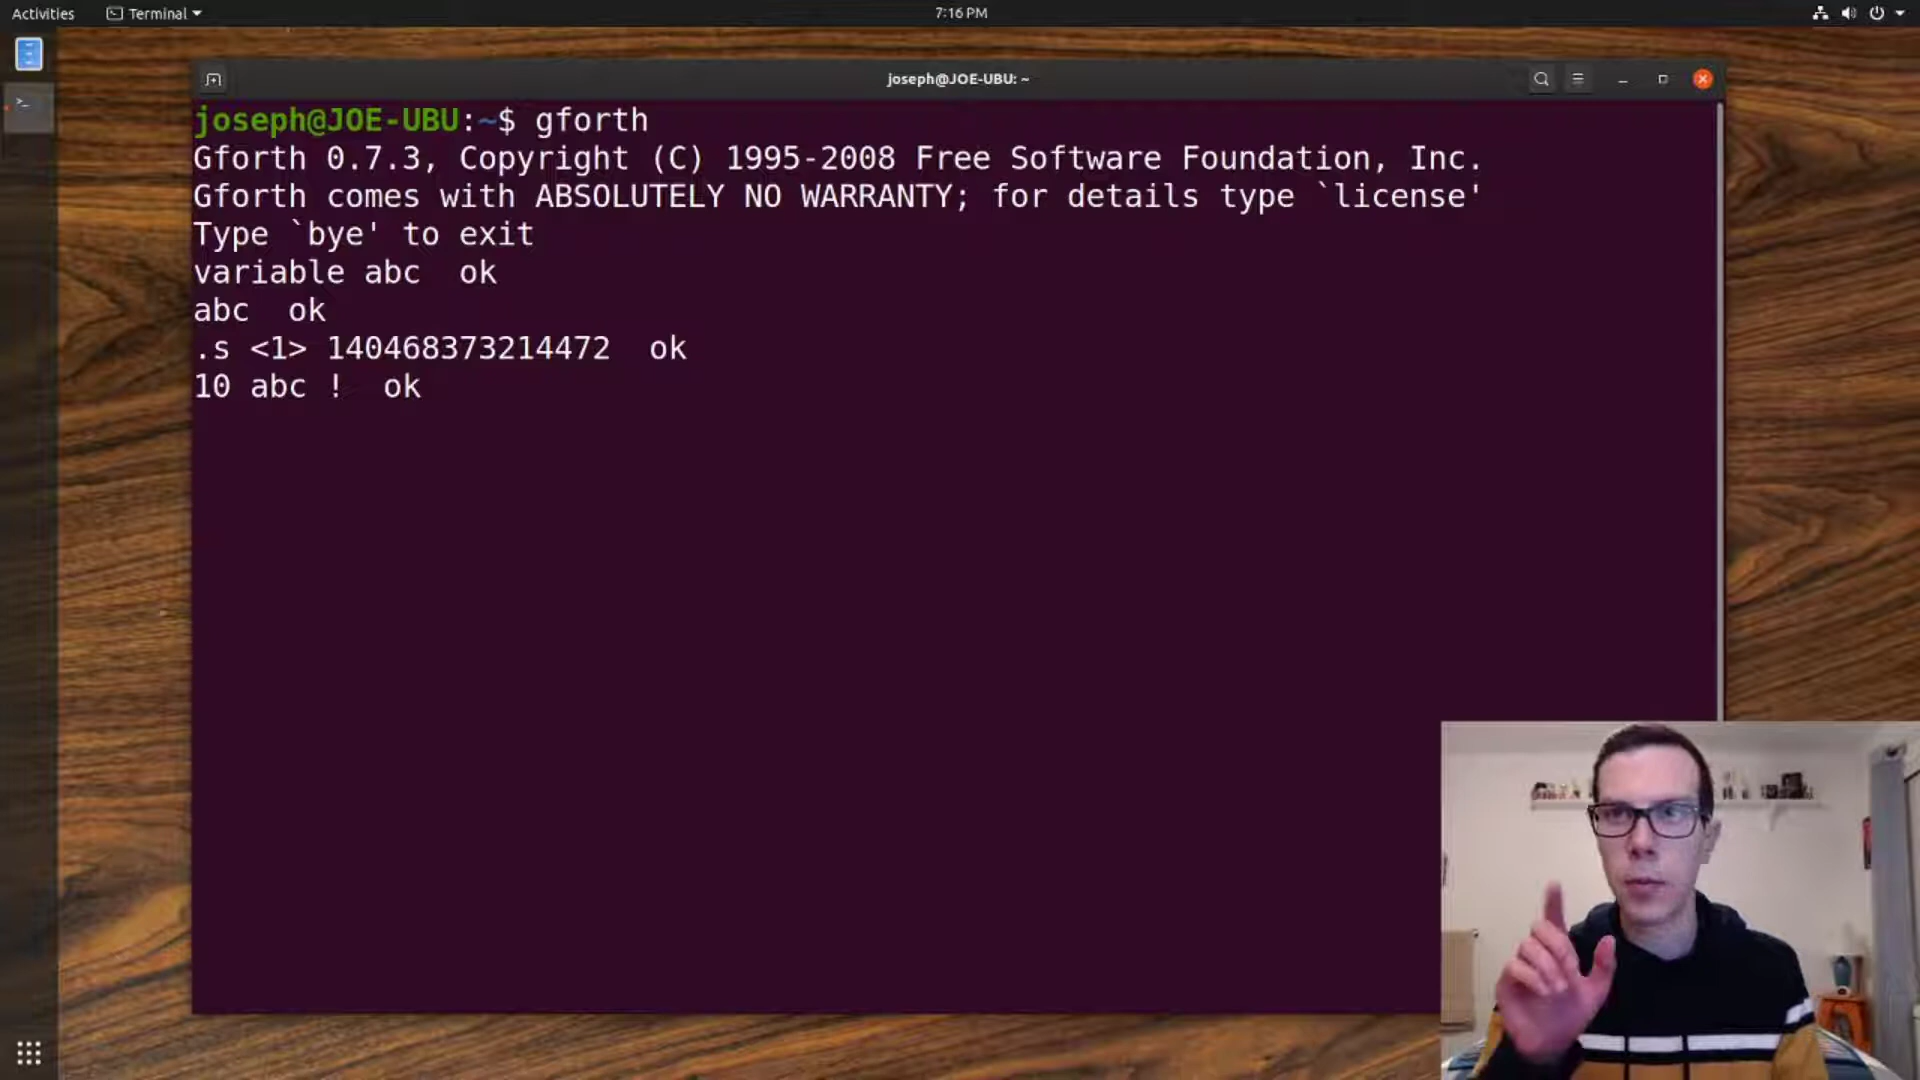 Activities
Terminal
7:16 PM
joseph@JOE-UBU: ~
joseph@JOE-UBU:~$ gforth
Gforth 0.7.3, Copyright (C) 1995-2008 Free Software Foundation, Inc.
Gforth comes with ABSOLUTELY NO WARRANTY; for details type `license'
Type `bye' to exit
variable abc  ok
abc  ok
.s <1> 140468373214472  ok
10 abc !  ok